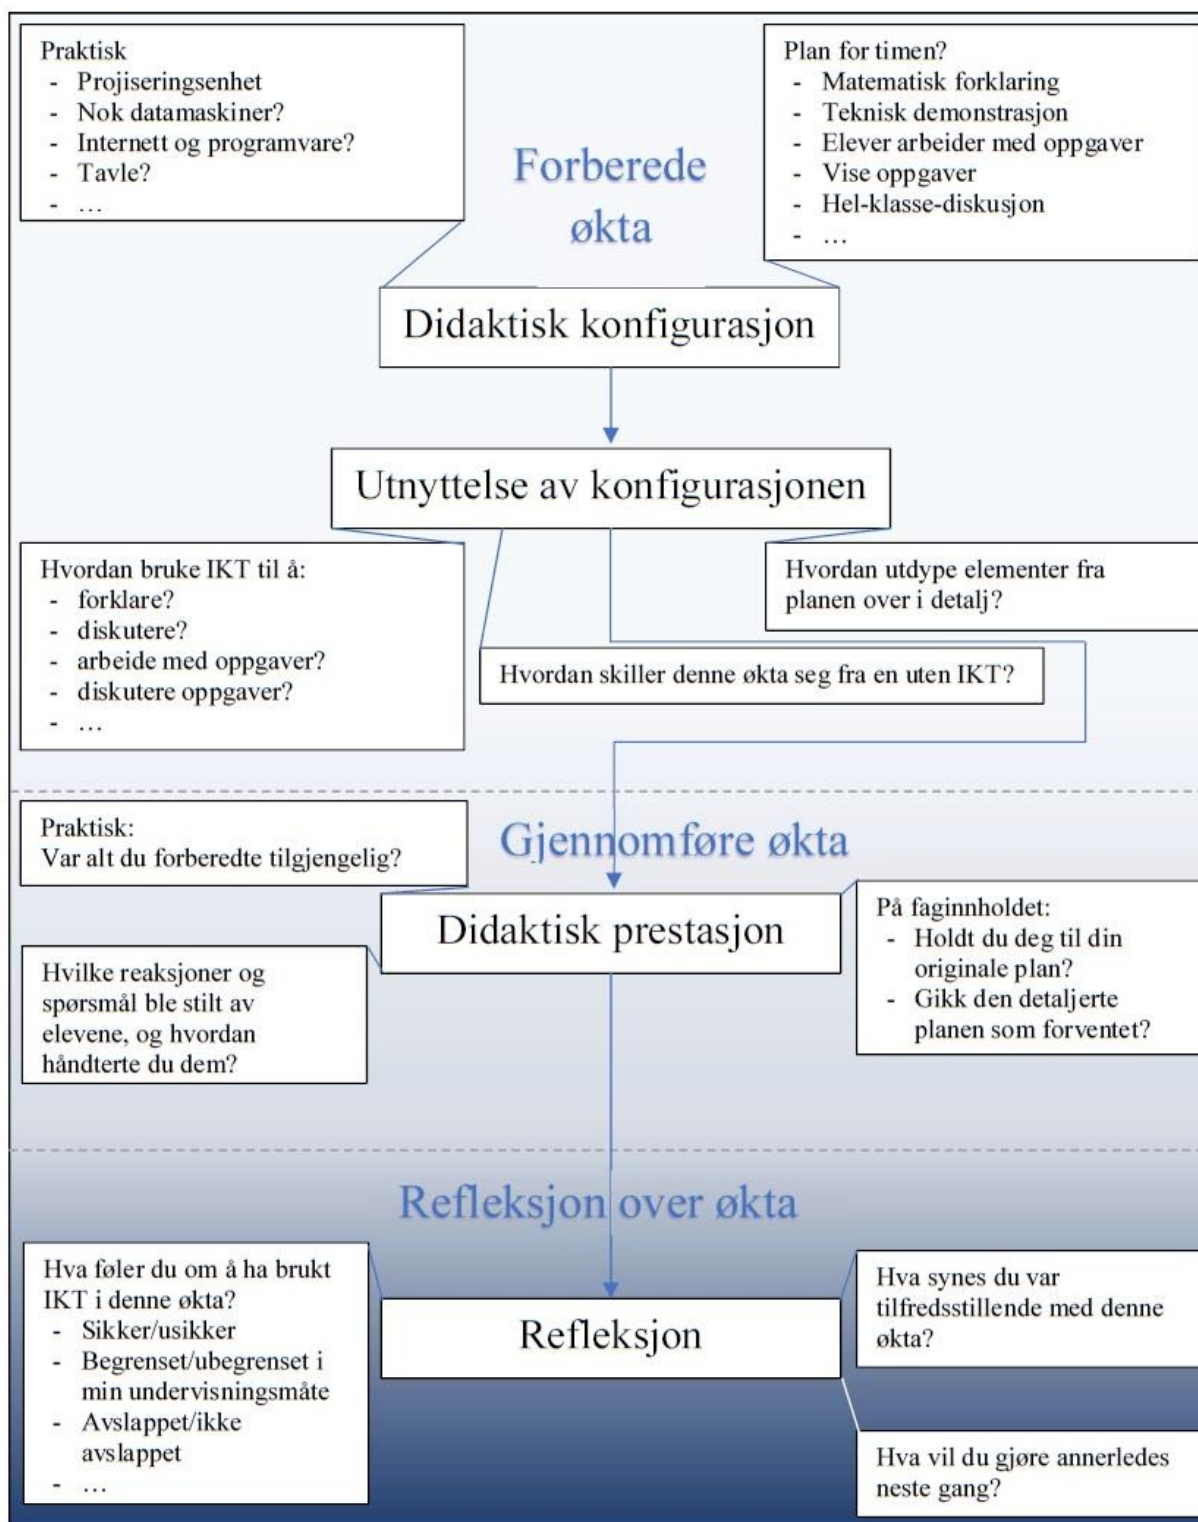 Praktisk
- Projiseringsenhet
- Nok datamaskiner?
- Internett og programvare?
- Tavle?
- …
Plan for timen?
- Matematisk forklaring
- Teknisk demonstrasjon
- Elever arbeider med oppgaver
- Vise oppgaver
- Hel-klasse-diskusjon
- …
Forberede
økta
Didaktisk konfigurasjon
Utnyttelse av konfigurasjonen
Hvordan bruke IKT til å:
- forklare?
- diskutere?
- arbeide med oppgaver?
- diskutere oppgaver?
- …
Hvordan utdype elementer fra
planen over i detalj?
Hvordan skiller denne økta seg fra en uten IKT?
Gjennomføre økta
Praktisk:
Var alt du forberedte tilgjengelig?
Didaktisk prestasjon
På faginnholdet:
- Holdt du deg til din
originale plan?
- Gikk den detaljerte
planen som forventet?
Hvilke reaksjoner og
spørsmål ble stilt av
elevene, og hvordan
håndterte du dem?
Refleksjon over økta
Hva føler du om å ha brukt
IKT i denne økta?
- Sikker/usikker
- Begrenset/ubegrenset i
min undervisningsmåte
- Avslappet/ikke
avslappet
- …
Refleksjon
Hva synes du var
tilfredsstillende med denne
økta?
Hva vil du gjøre annerledes
neste gang?